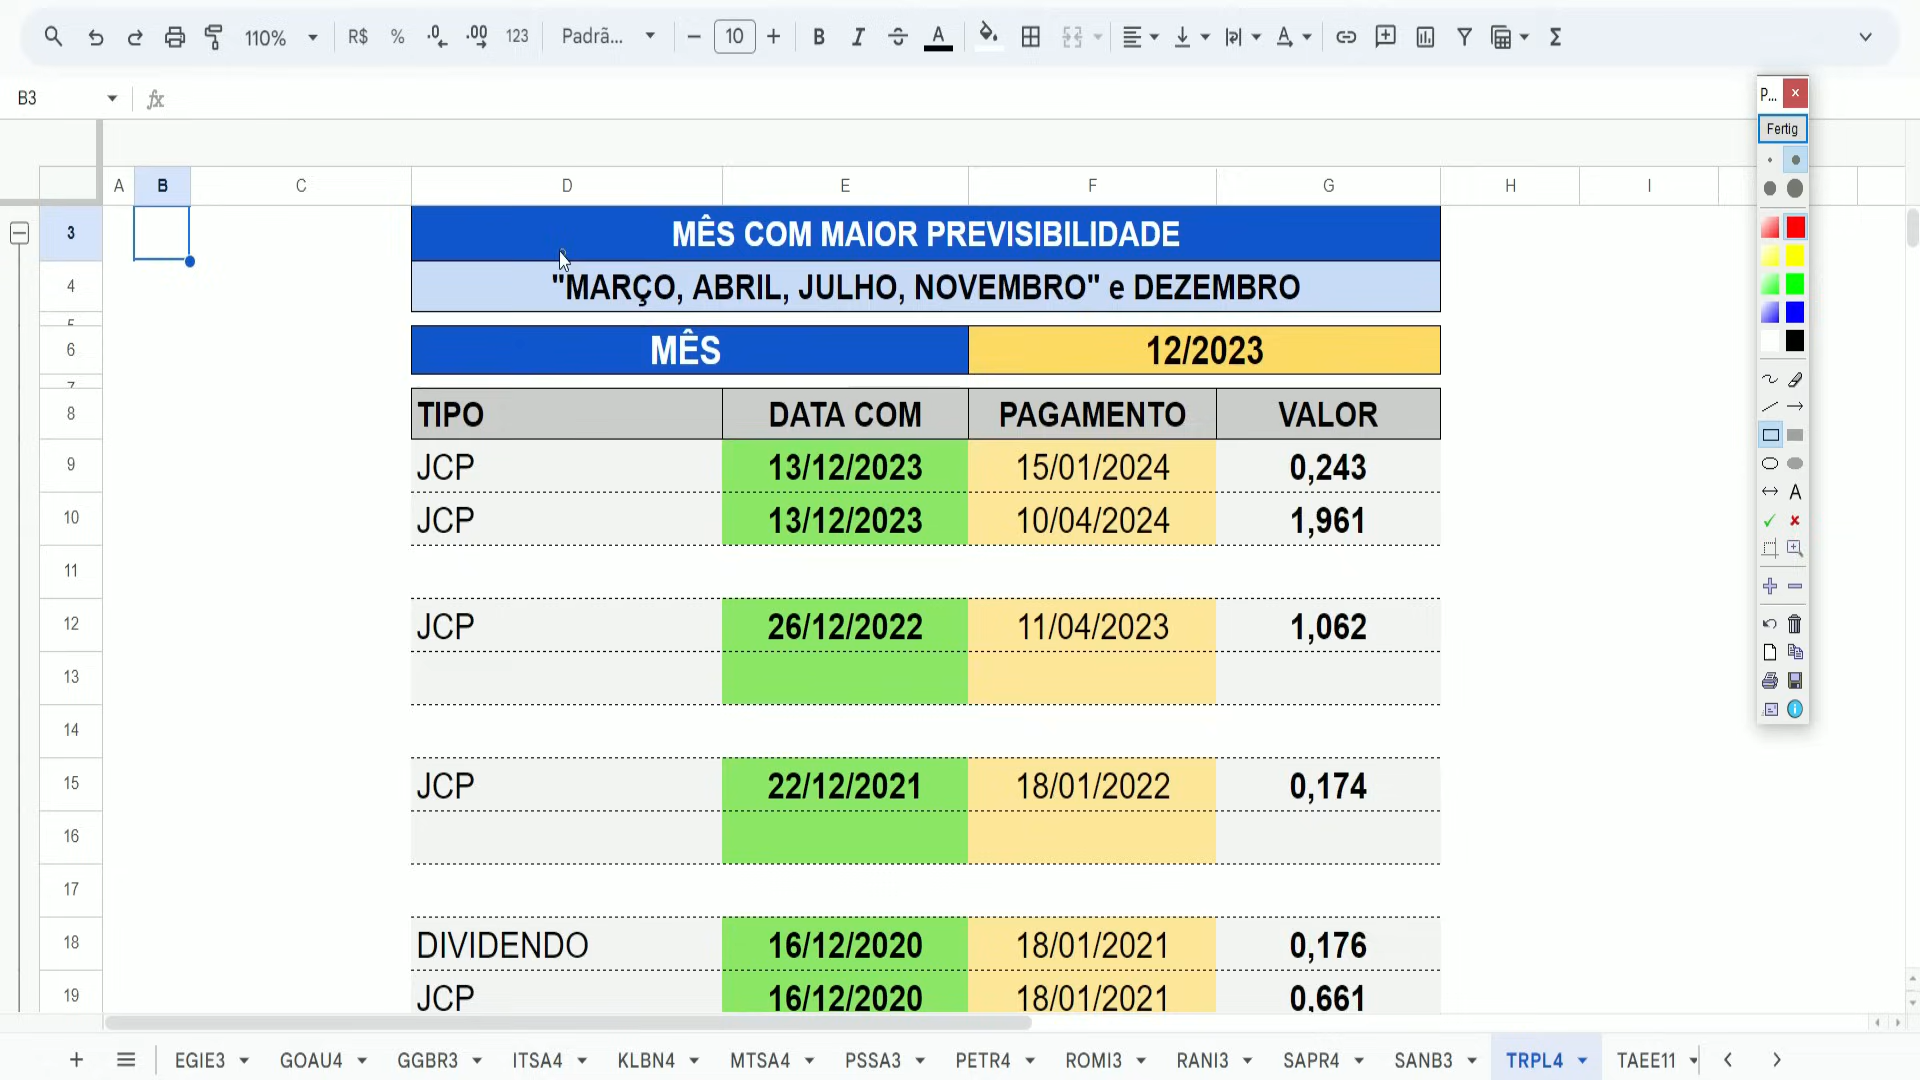 110% R$ % .0 .00 123 Padrã... 10 B I A
B3 fx
P...
Fertig
A B C D E F G H I
3 MÊS COM MAIOR PREVISIBILIDADE
4 "MARÇO, ABRIL, JULHO, NOVEMBRO" e DEZEMBRO
6 MÊS 12/2023
8 TIPO DATA COM PAGAMENTO VALOR
9 JCP 13/12/2023 15/01/2024 0,243
10 JCP 13/12/2023 10/04/2024 1,961
11
12 JCP 26/12/2022 11/04/2023 1,062
13
14
15 JCP 22/12/2021 18/01/2022 0,174
16
17
18 DIVIDENDO 16/12/2020 18/01/2021 0,176
19 JCP 16/12/2020 18/01/2021 0,661
EGIE3 GOAU4 GGBR3 ITSA4 KLBN4 MTSA4 PSSA3 PETR4 ROMI3 RANI3 SAPR4 SANB3 TRPL4 TAEE11